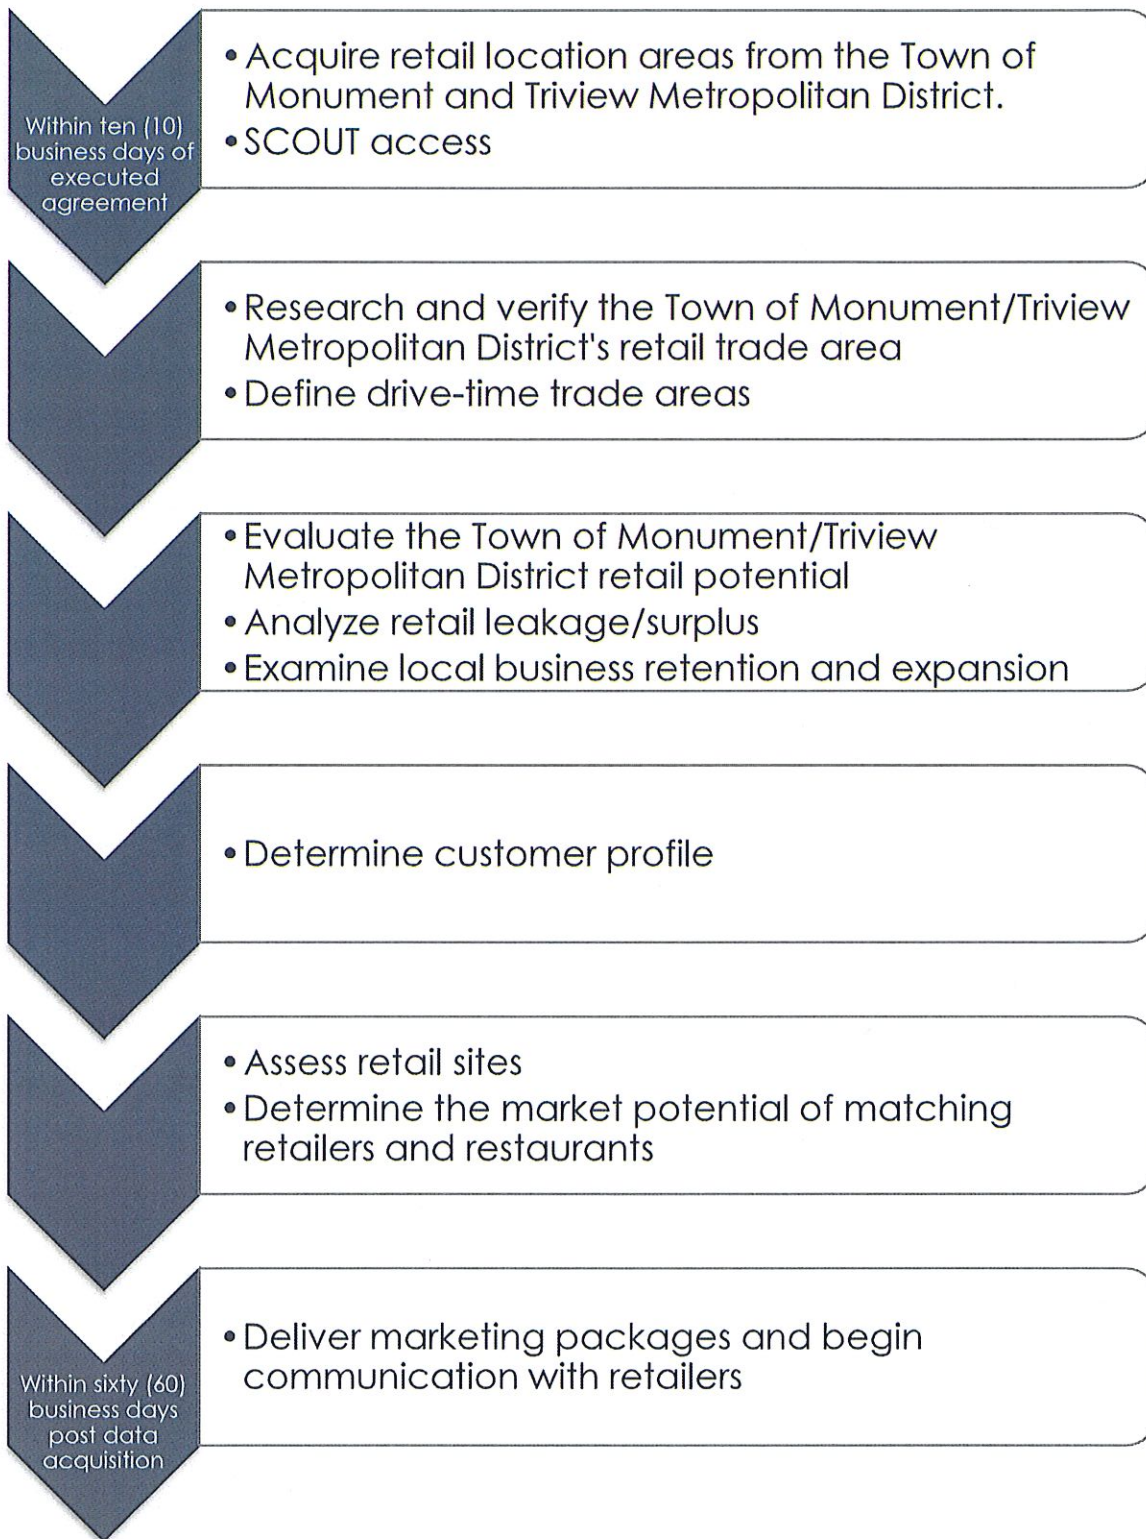 Within ten (10)
business days of
executed
agreement
• Acquire retail location areas from the Town of
Monument and Triview Metropolitan District.
• SCOUT access
• Research and verify the Town of Monument/Triview
Metropolitan District's retail trade area
• Define drive-time trade areas
• Evaluate the Town of Monument/Triview
Metropolitan District retail potential
• Analyze retail leakage/surplus
• Examine local business retention and expansion
• Determine customer profile
• Assess retail sites
• Determine the market potential of matching
retailers and restaurants
Within sixty (60)
business days
post data
acquisition
• Deliver marketing packages and begin
communication with retailers